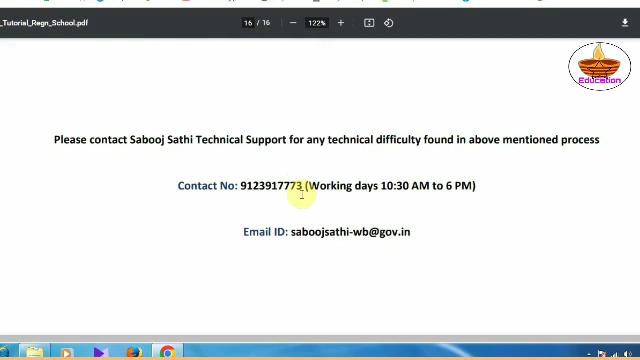 _Tutorial_Regn_School.pdf
16 / 16
122%
Education
Please contact Sabooj Sathi Technical Support for any technical difficulty found in above mentioned process
Contact No: 9123917773 (Working days 10:30 AM to 6 PM)
Email ID: saboojsathi-wb@gov.in